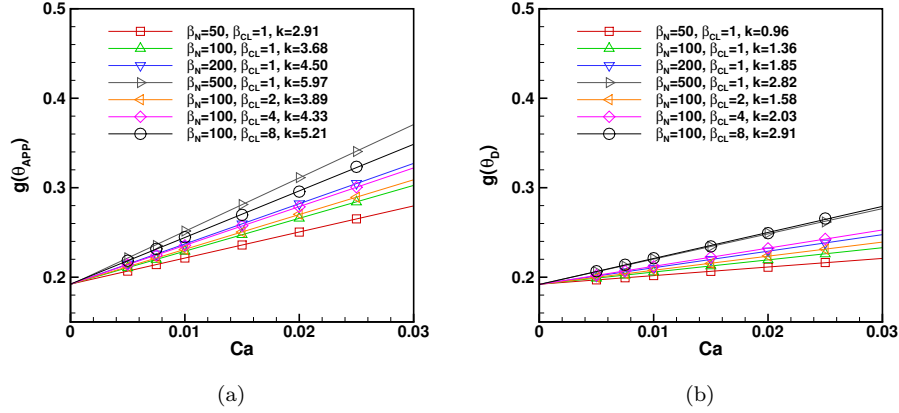 0.5
β_N=50, β_CL=1, k=2.91
β_N=100, β_CL=1, k=3.68
β_N=200, β_CL=1, k=4.50
β_N=500, β_CL=1, k=5.97
β_N=100, β_CL=2, k=3.89
β_N=100, β_CL=4, k=4.33
β_N=100, β_CL=8, k=5.21
0.4
g(θ_APP)
0.3
0.2
0 0.01 0.02 0.03
Ca
(a)
0.5
β_N=50, β_CL=1, k=0.96
β_N=100, β_CL=1, k=1.36
β_N=200, β_CL=1, k=1.85
β_N=500, β_CL=1, k=2.82
β_N=100, β_CL=2, k=1.58
β_N=100, β_CL=4, k=2.03
β_N=100, β_CL=8, k=2.91
0.4
g(θ_D)
0.3
0.2
0 0.01 0.02 0.03
Ca
(b)